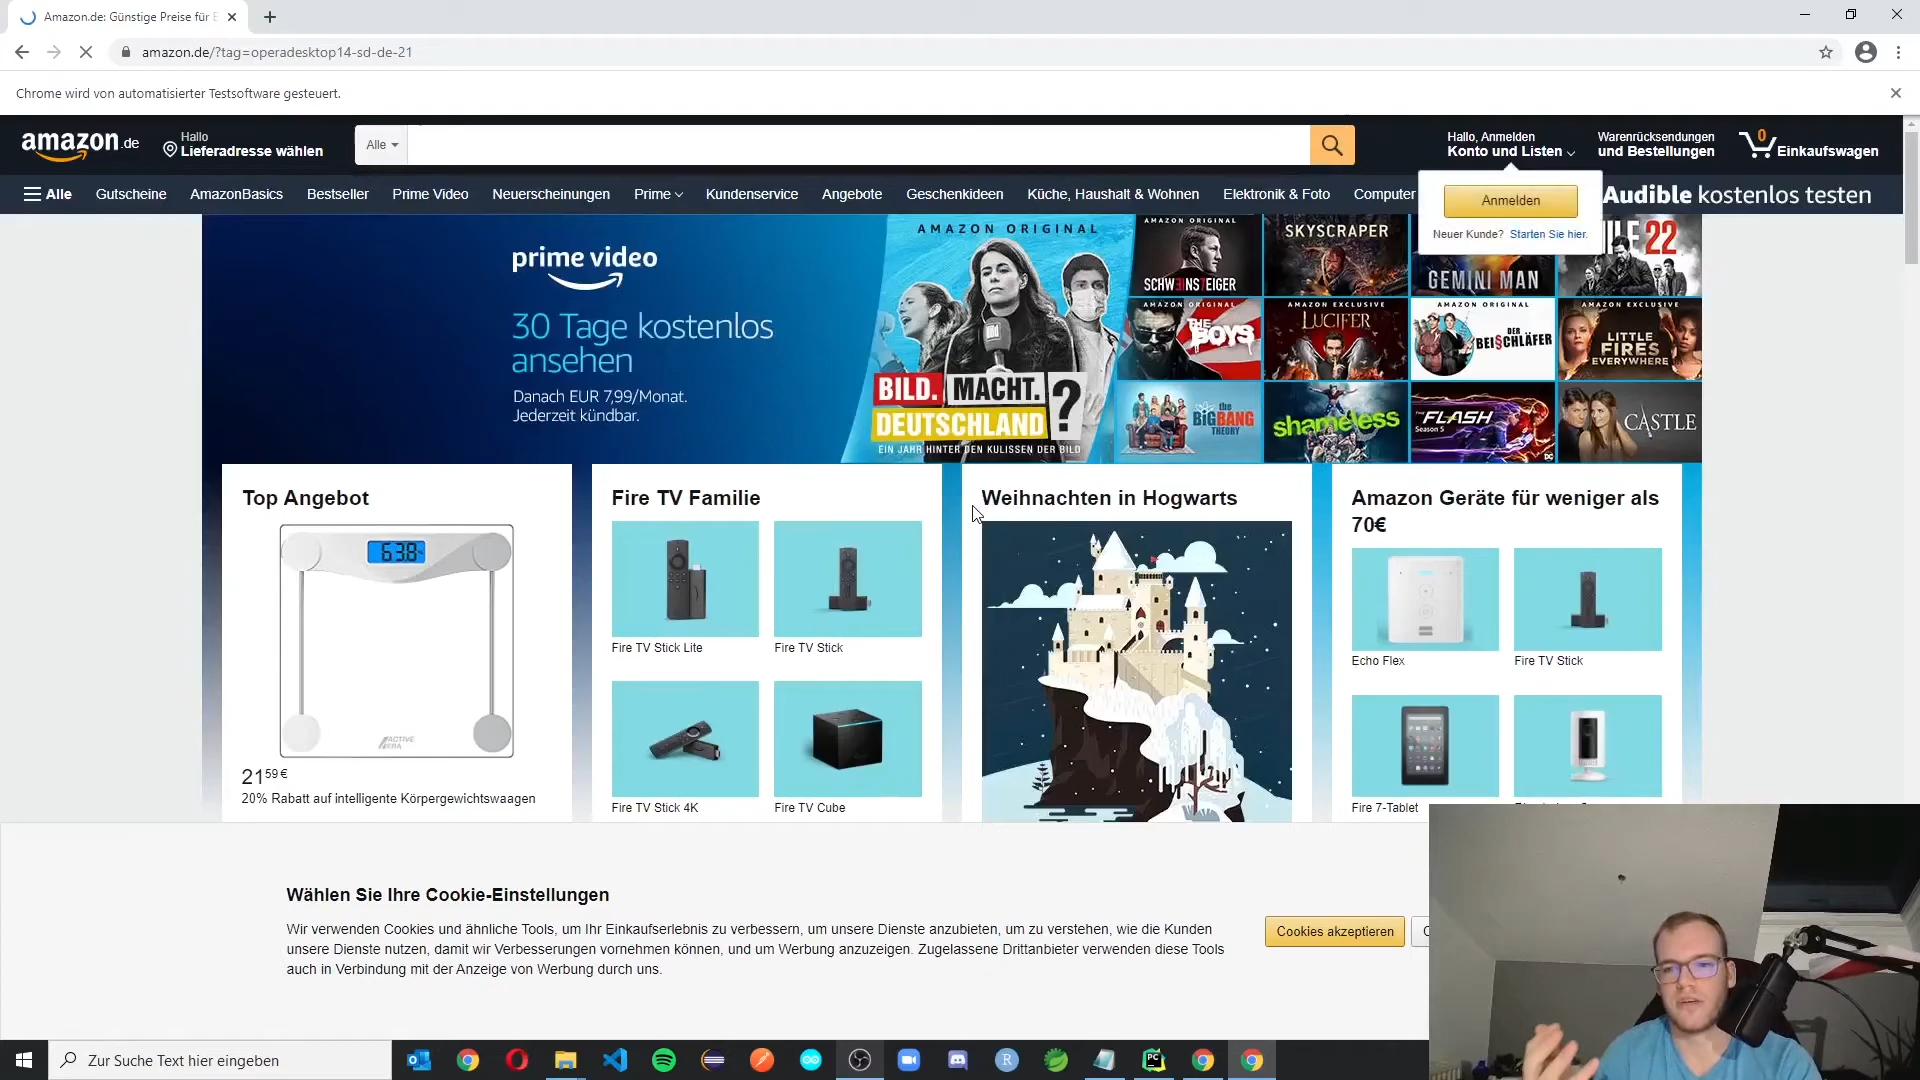 Amazon.de: Günstige Preise für E
amazon.de/?tag=operadesktop14-sd-de-21
Chrome wird von automatisierter Testsoftware gesteuert.
amazon.de
Hallo
Lieferadresse wählen
Alle
Hallo, Anmelden
Konto und Listen
Warenrücksendungen
und Bestellungen
0
Einkaufswagen
Alle
Gutscheine
AmazonBasics
Bestseller
Prime Video
Neuerscheinungen
Prime
Kundenservice
Angebote
Geschenkideen
Küche, Haushalt & Wohnen
Elektronik & Foto
Computer
Audible kostenlos testen
Anmelden
Neuer Kunde? Starten Sie hier.
prime video
30 Tage kostenlos
ansehen
Danach EUR 7,99/Monat.
Jederzeit kündbar.
AMAZON ORIGINAL
BILD. MACHT.
DEUTSCHLAND?
EIN JAHR HINTER DEN KULISSEN DER BILD
AMAZON ORIGINAL
SCHW31NSTEIGER
SKYSCRAPER
GEMINI MAN
22
AMAZON ORIGINAL
THE BOYS
AMAZON EXCLUSIVE
LUCIFER
AMAZON ORIGINAL
DER
BEI§CHLÄFER
AMAZON EXCLUSIVE
LITTLE
FIRES
EVERYWHERE
the
BIG BANG
THEORY
shameless
THE FLASH
Season 5
DC
CASTLE
Top Angebot
63.8
ACTIVE
ERA
21 59 €
20% Rabatt auf intelligente Körpergewichtswaagen
Fire TV Familie
Fire TV Stick Lite
Fire TV Stick
Fire TV Stick 4K
Fire TV Cube
Weihnachten in Hogwarts
Amazon Geräte für weniger als
70€
Echo Flex
Fire TV Stick
Fire 7-Tablet
Wählen Sie Ihre Cookie-Einstellungen
Wir verwenden Cookies und ähnliche Tools, um Ihr Einkaufserlebnis zu verbessern, um unsere Dienste anzubieten, um zu verstehen, wie die Kunden
unsere Dienste nutzen, damit wir Verbesserungen vornehmen können, und um Werbung anzuzeigen. Zugelassene Drittanbieter verwenden diese Tools
auch in Verbindung mit der Anzeige von Werbung durch uns.
Cookies akzeptieren
Zur Suche Text hier eingeben